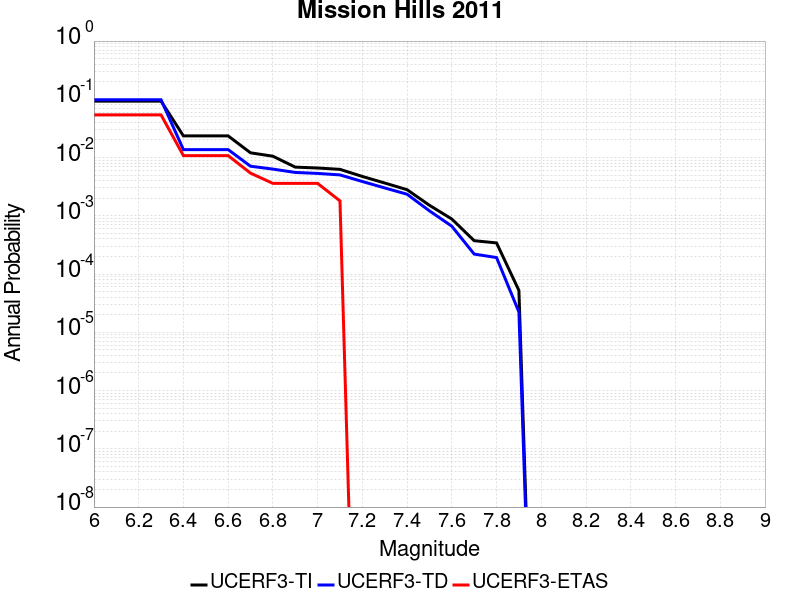 Mission Hills 2011
10^0
10^-1
10^-2
10^-3
10^-4
10^-5
10^-6
10^-7
10^-8
Annual Probability
6 6.2 6.4 6.6 6.8 7 7.2 7.4 7.6 7.8 8 8.2 8.4 8.6 8.8 9
Magnitude
UCERF3-TI UCERF3-TD UCERF3-ETAS